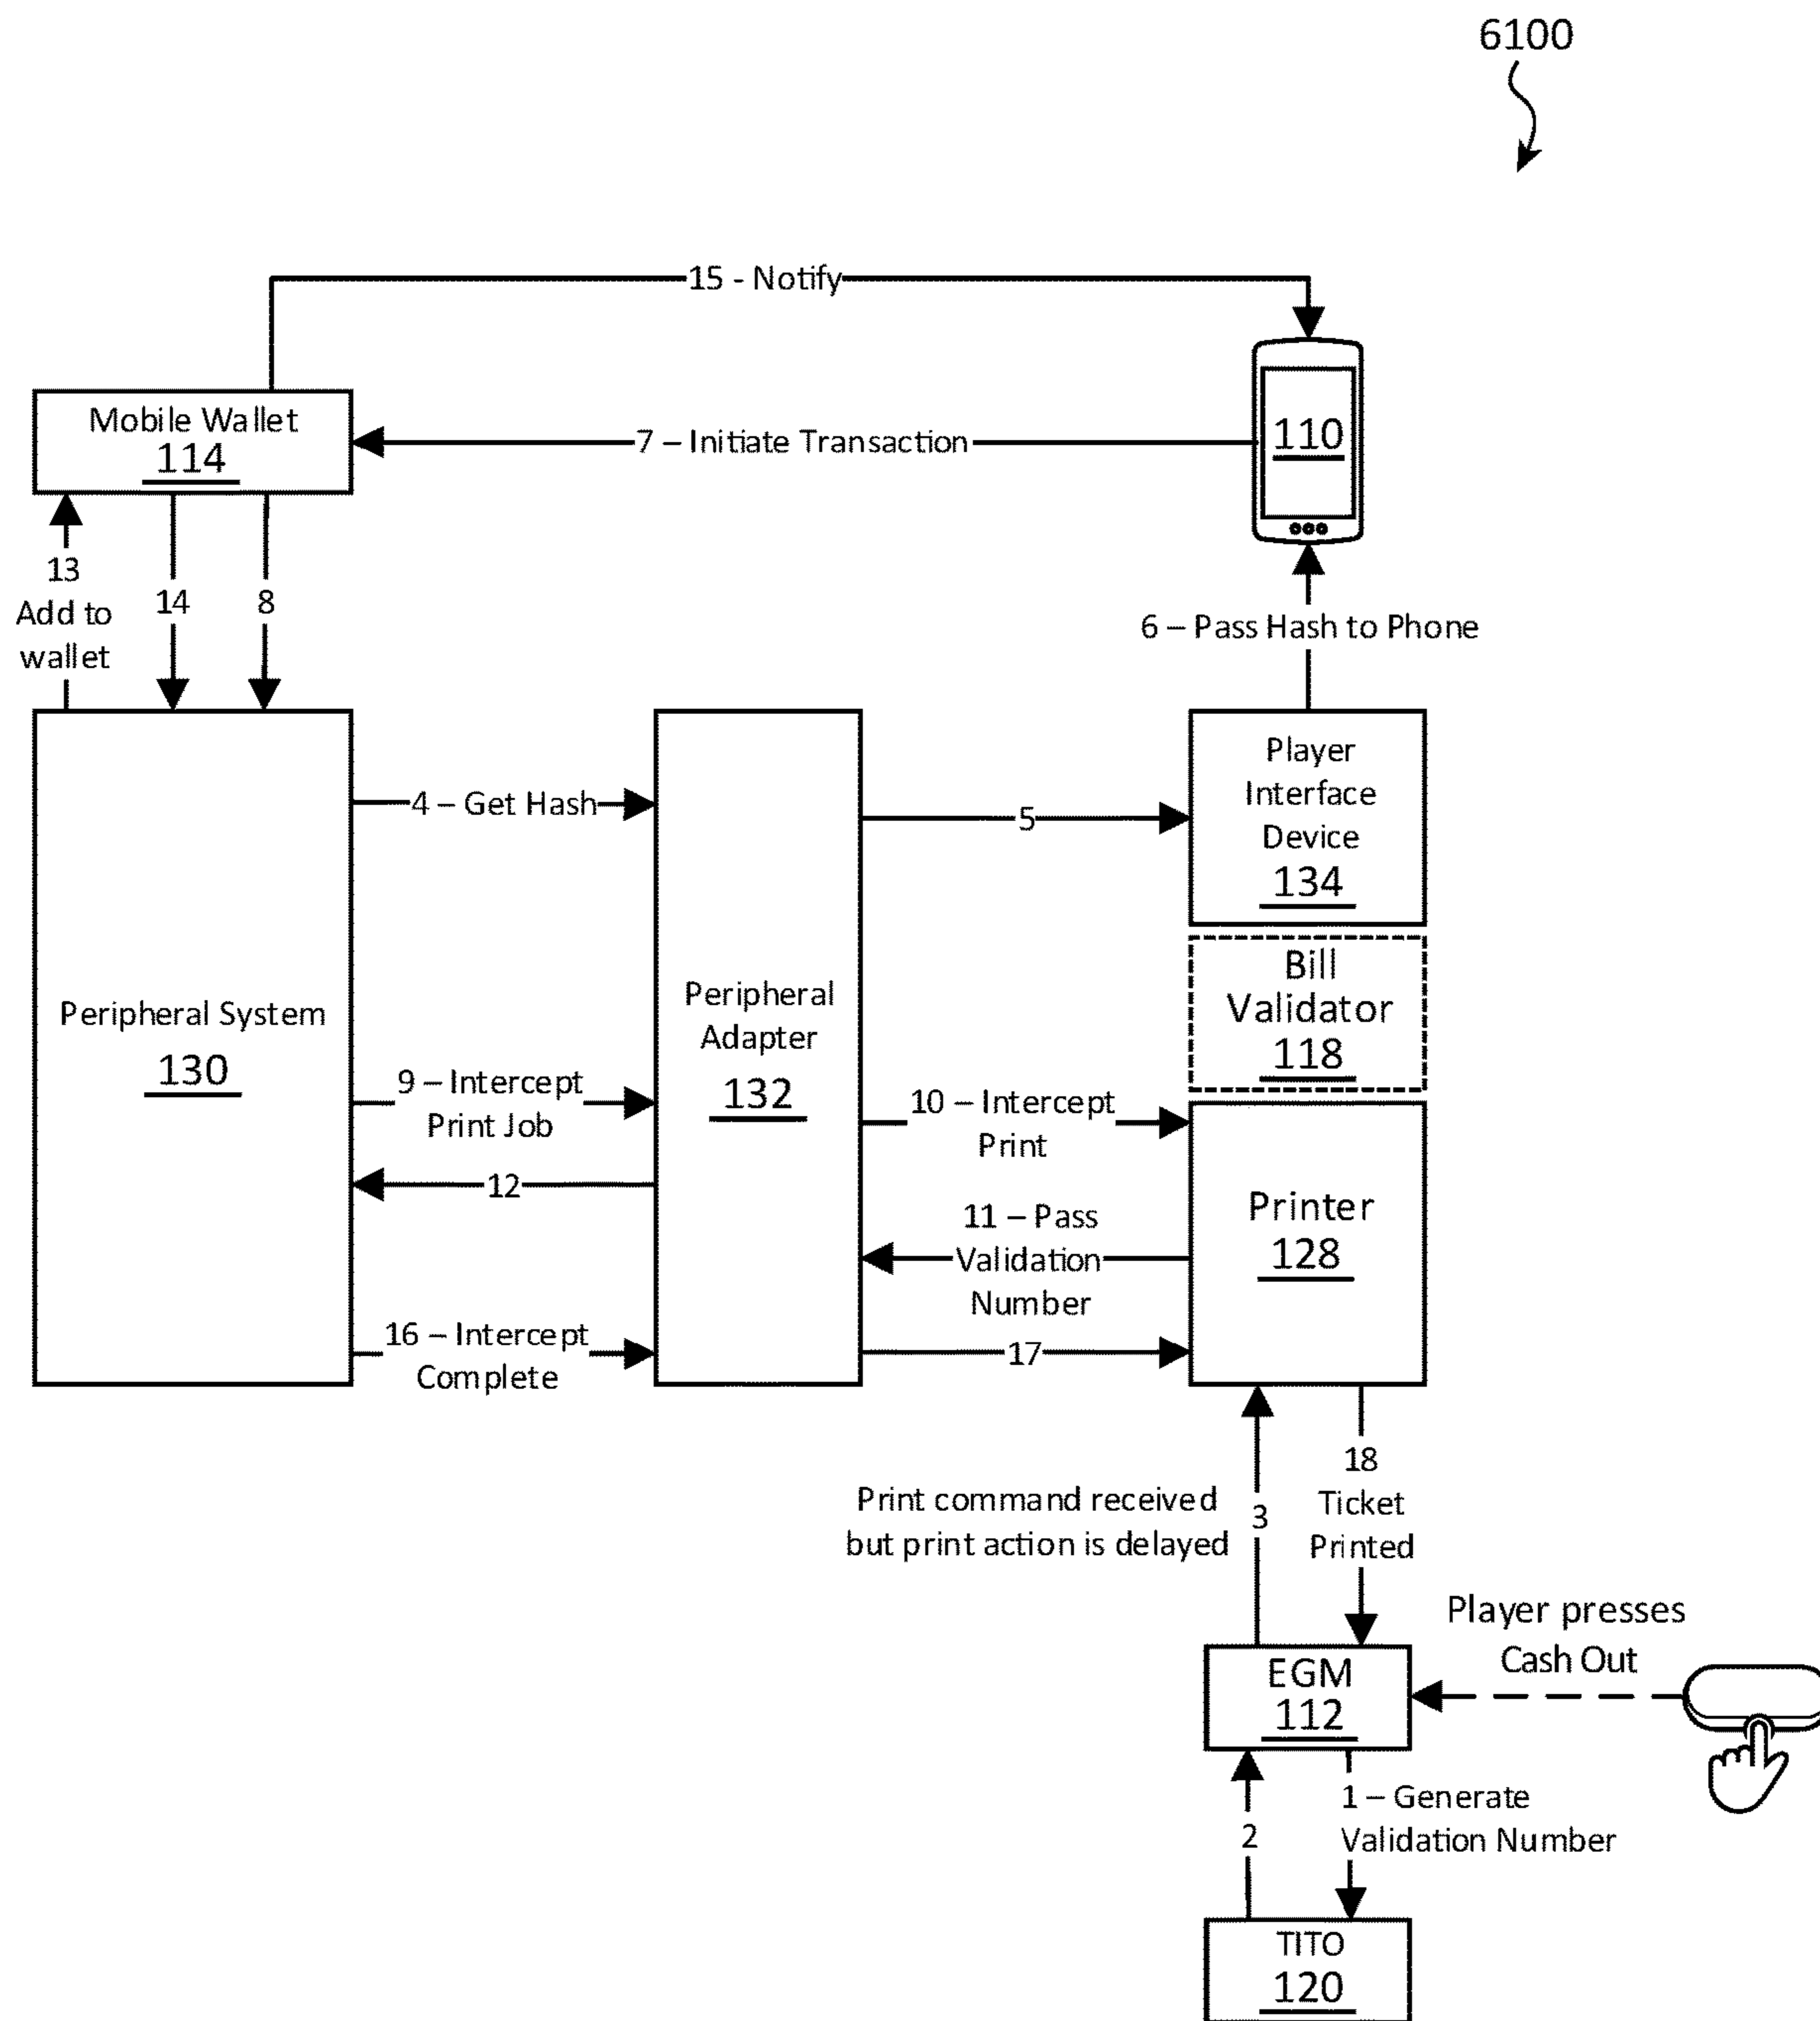 6100
15 - Notify
Mobile Wallet
114
7 – Initiate Transaction
110
13
Add to
wallet
14
8
6 – Pass Hash to Phone
4 – Get Hash
5
Player
Interface
Device
134
Bill
Validator
118
Peripheral System
130
Peripheral
Adapter
132
9 – Intercept
Print Job
10 – Intercept
Print
12
11 – Pass
Validation
Number
Printer
128
16 – Intercept
Complete
17
Print command received
but print action is delayed
3
18
Ticket
Printed
Player presses
Cash Out
EGM
112
2
1 – Generate
Validation Number
TITO
120